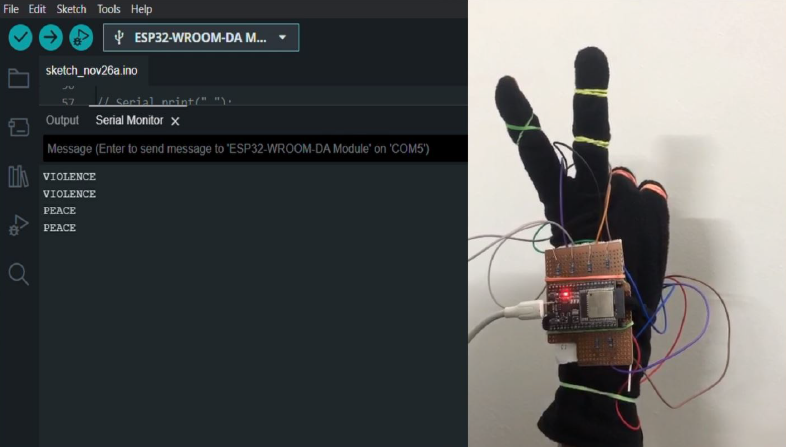 File Edit Sketch Tools Help
ESP32-WROOM-DA M...
sketch_nov26a.ino
57 // Serial.print(" ");
Output Serial Monitor
Message (Enter to send message to 'ESP32-WROOM-DA Module' on 'COM5')
VIOLENCE
VIOLENCE
PEACE
PEACE